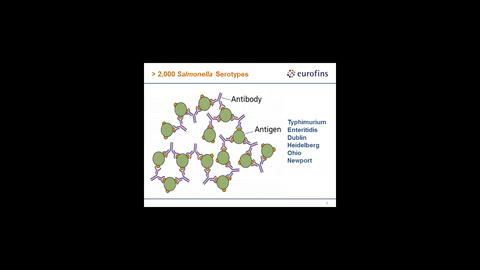 > 2,000 Salmonella Serotypes
eurofins
Antibody
Antigen
Typhimurium
Enteritidis
Dublin
Heidelberg
Ohio
Newport